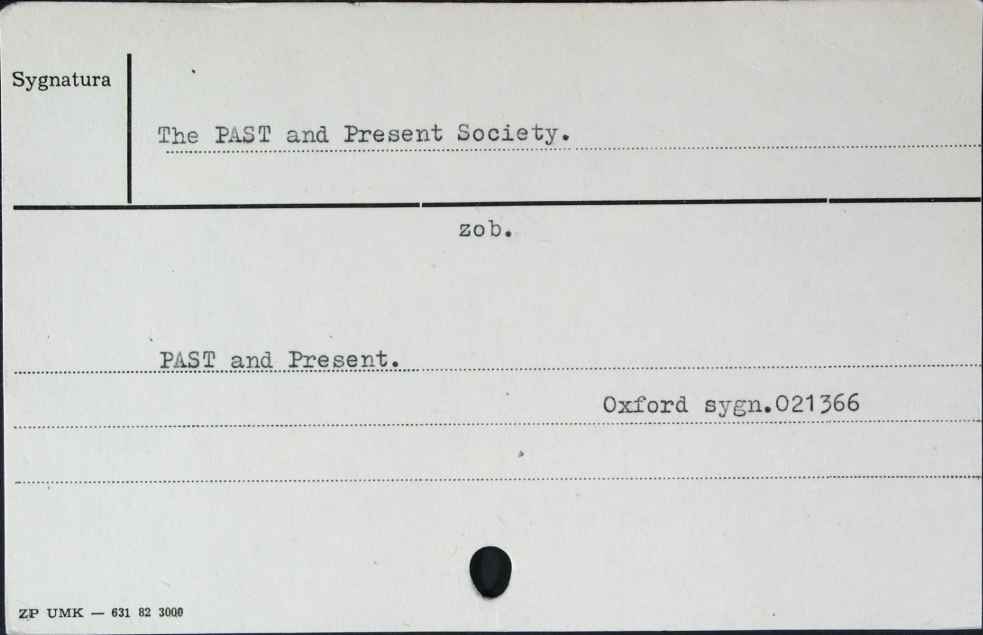 Sygnatura
The PAST and Present Society.
zob.
PAST and Present.
Oxford sygn.021366
ZP UMK — 631 82 3000